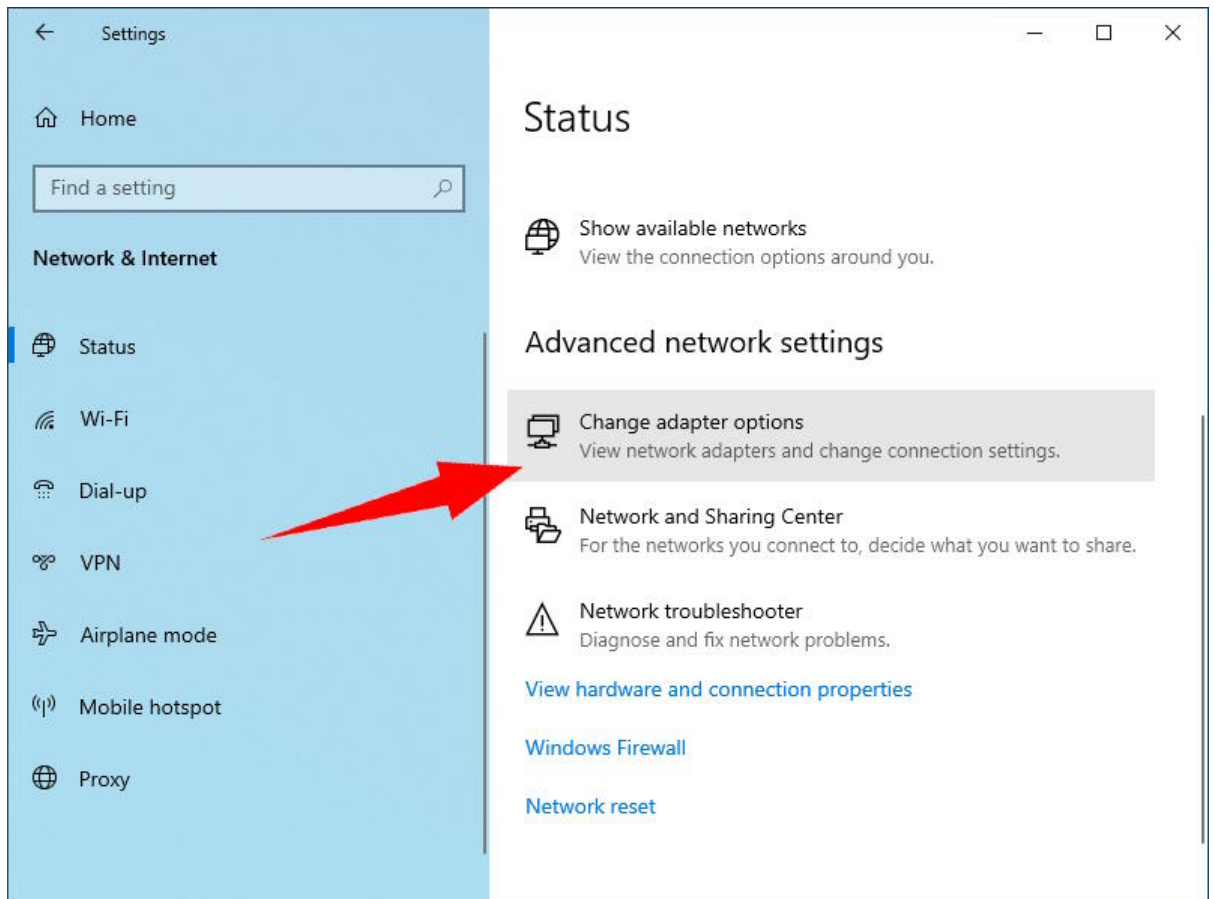 Settings
Home
Find a setting
Network & Internet
Status
Wi-Fi
Dial-up
VPN
Airplane mode
Mobile hotspot
Proxy
Status
Show available networks
View the connection options around you.
Advanced network settings
Change adapter options
View network adapters and change connection settings.
Network and Sharing Center
For the networks you connect to, decide what you want to share.
Network troubleshooter
Diagnose and fix network problems.
View hardware and connection properties
Windows Firewall
Network reset